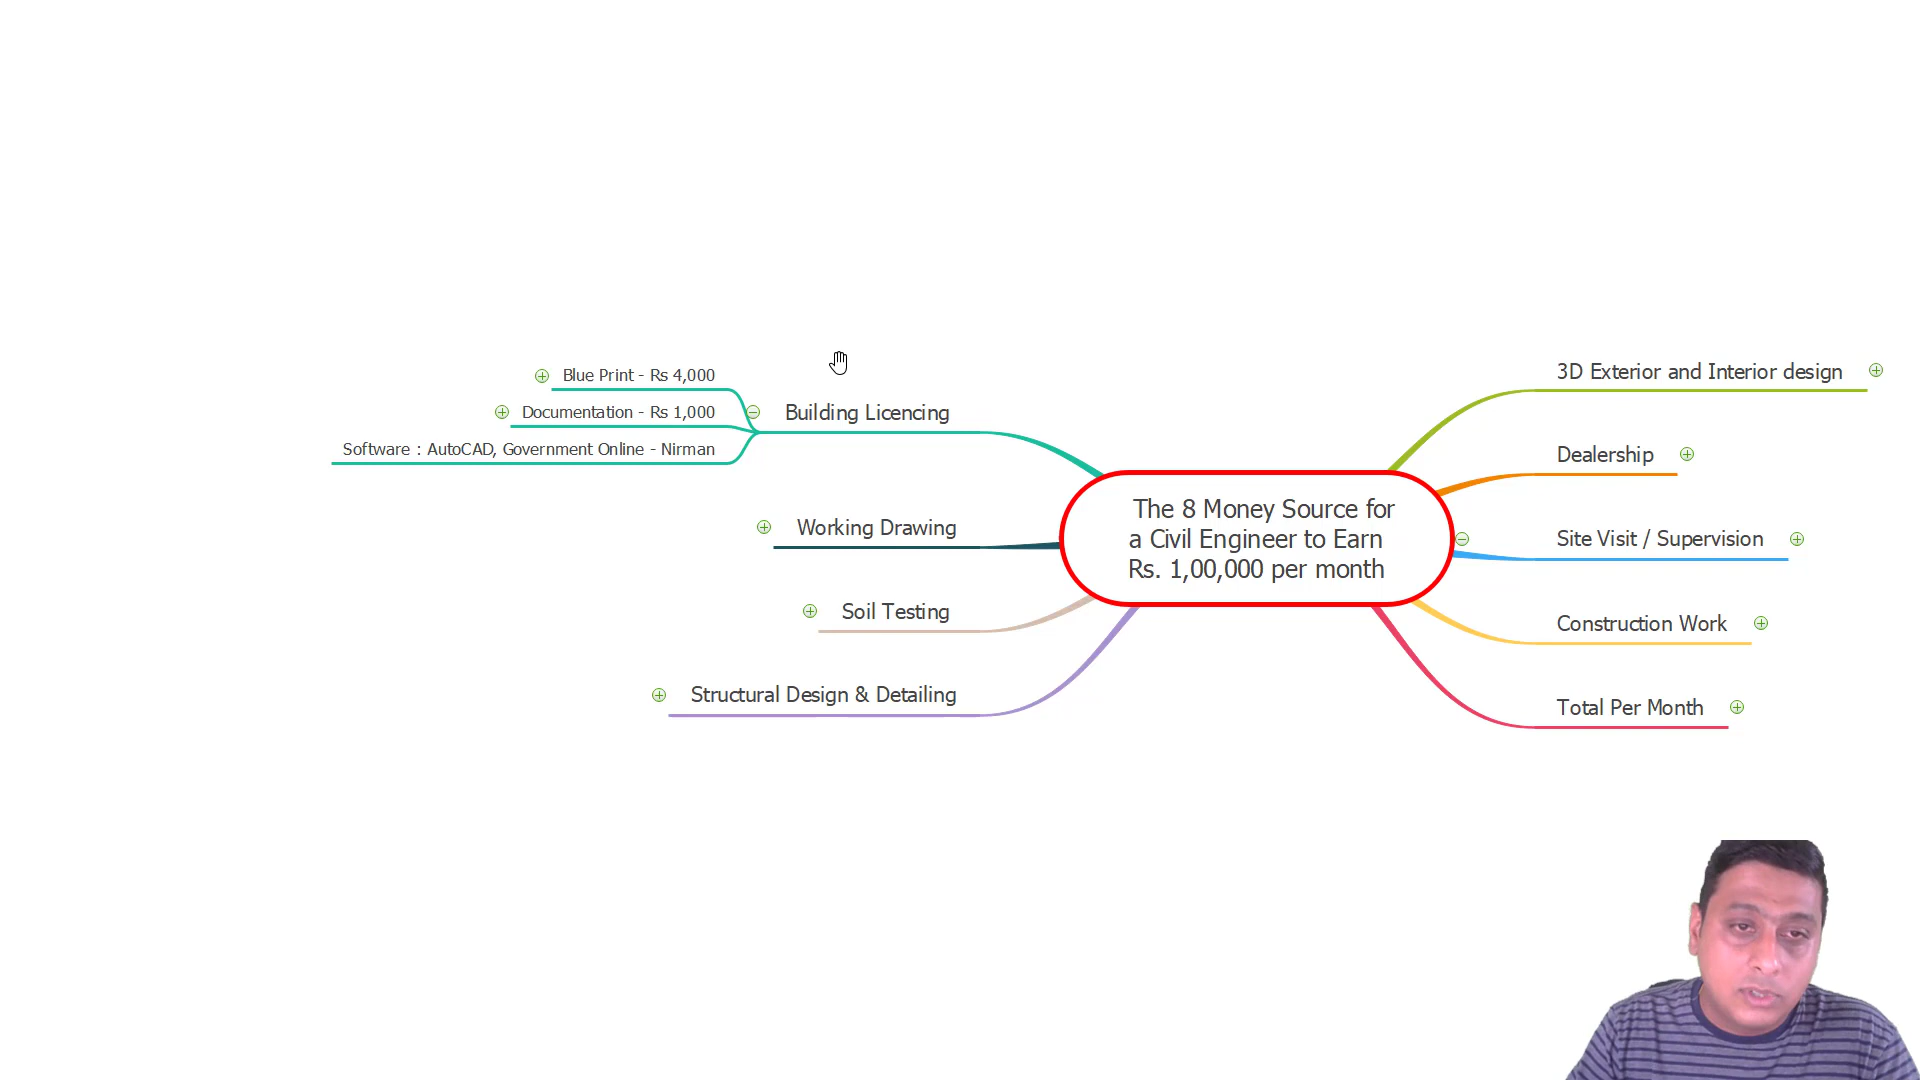 Blue Print - Rs 4,000
Documentation - Rs 1,000
Software : AutoCAD, Government Online - Nirman
Building Licencing
Working Drawing
Soil Testing
Structural Design & Detailing
The 8 Money Source for
a Civil Engineer to Earn
Rs. 1,00,000 per month
3D Exterior and Interior design
Dealership
Site Visit / Supervision
Construction Work
Total Per Month